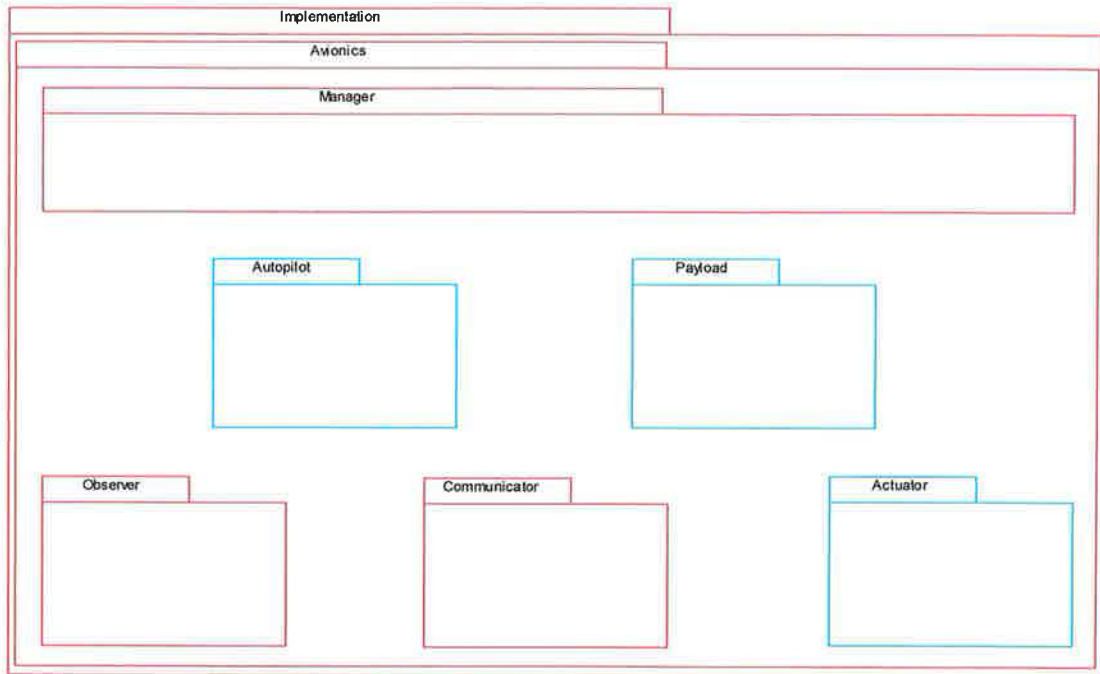 Implementation
Avionics
Manager
Autopilot
Payload
Observer
Communicator
Actuator